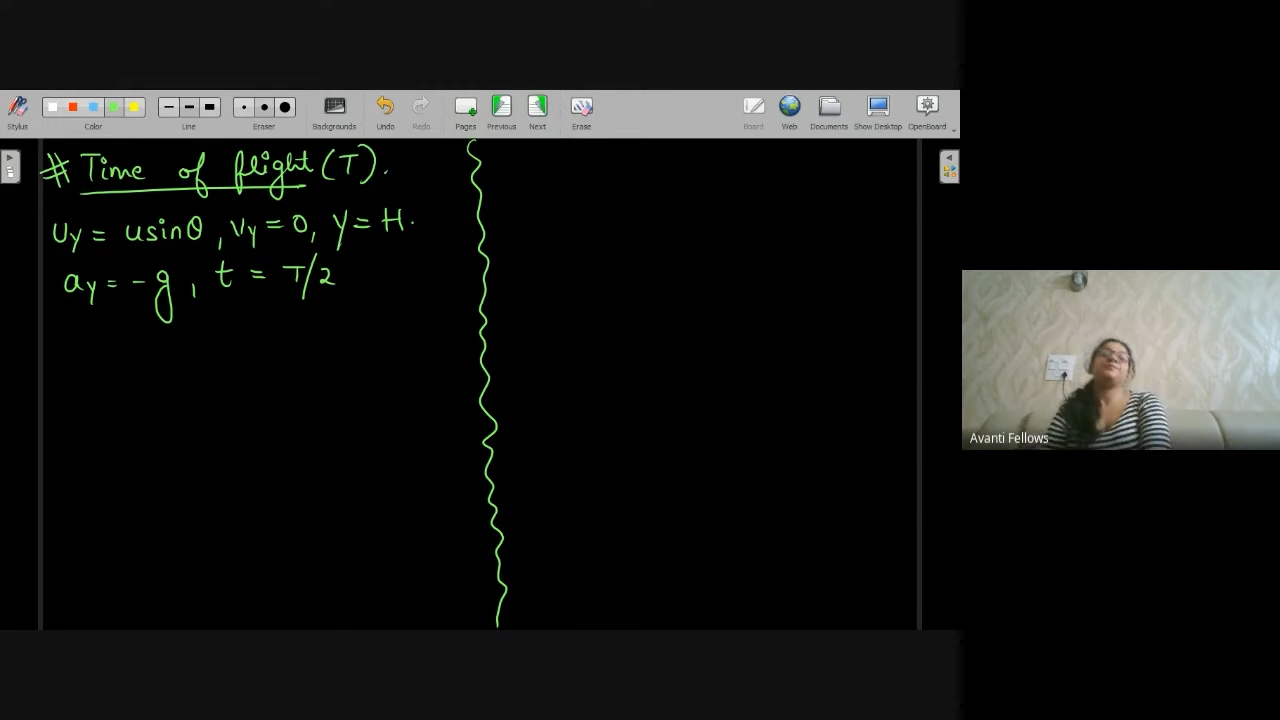 Stylus
Color
Line
Eraser
Backgrounds
Undo
Redo
Pages
Previous
Next
Erase
Board
Web
Documents
Show Desktop
OpenBoard
# Time of flight (T).
uy = usinθ, vy = 0, y = H.
ay = -g, t = T/2
Avanti Fellows